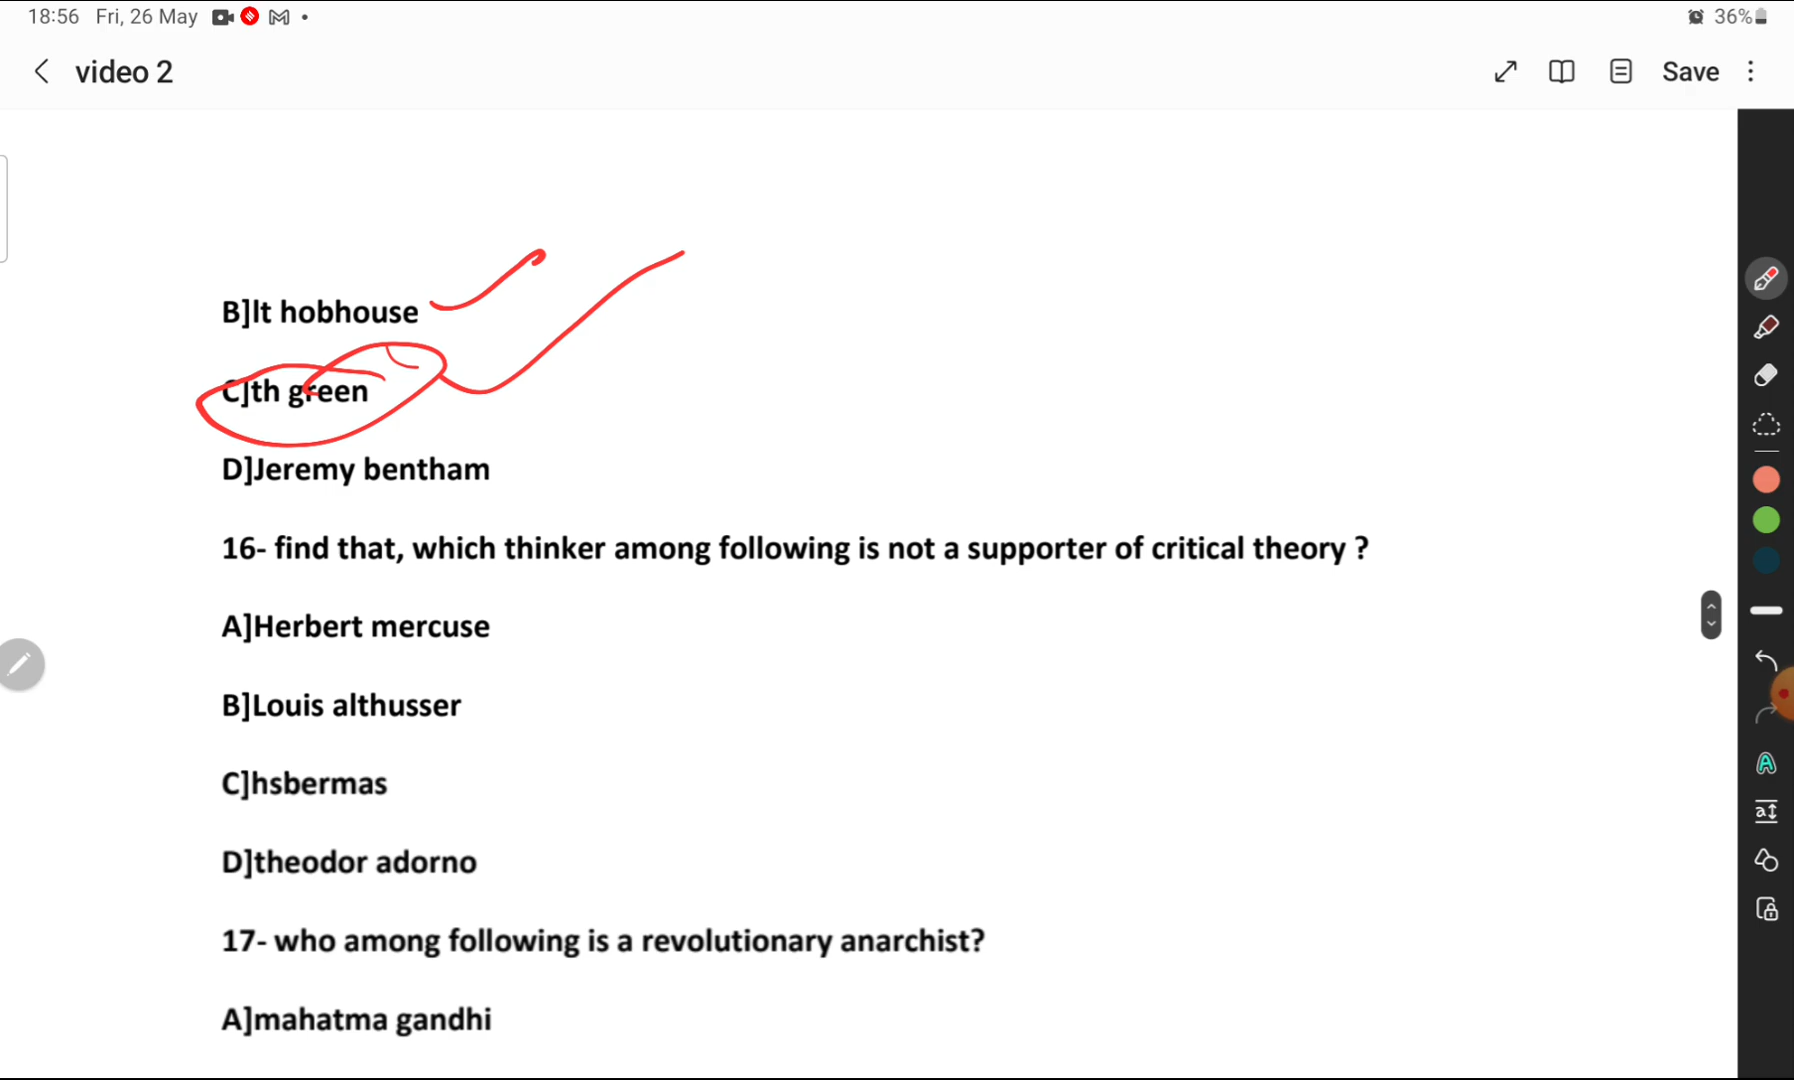 18:56 Fri, 26 May
36%
video 2
Save
B]lt hobhouse
C]th green
D]Jeremy bentham
16- find that, which thinker among following is not a supporter of critical theory ?
A]Herbert mercuse
B]Louis althusser
C]hsbermas
D]theodor adorno
17- who among following is a revolutionary anarchist?
A]mahatma gandhi